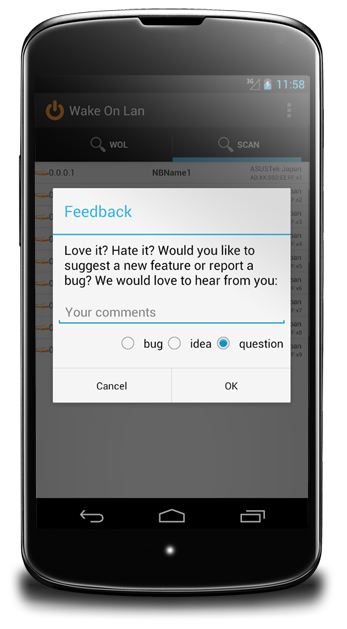 3G 11:58
Wake On Lan
WOL SCAN
0.0.0.1 NBName1 ASUSTek Japan
Feedback
Love it? Hate it? Would you like to
suggest a new feature or report a
bug? We would love to hear from you:
Your comments
bug idea question
Cancel OK